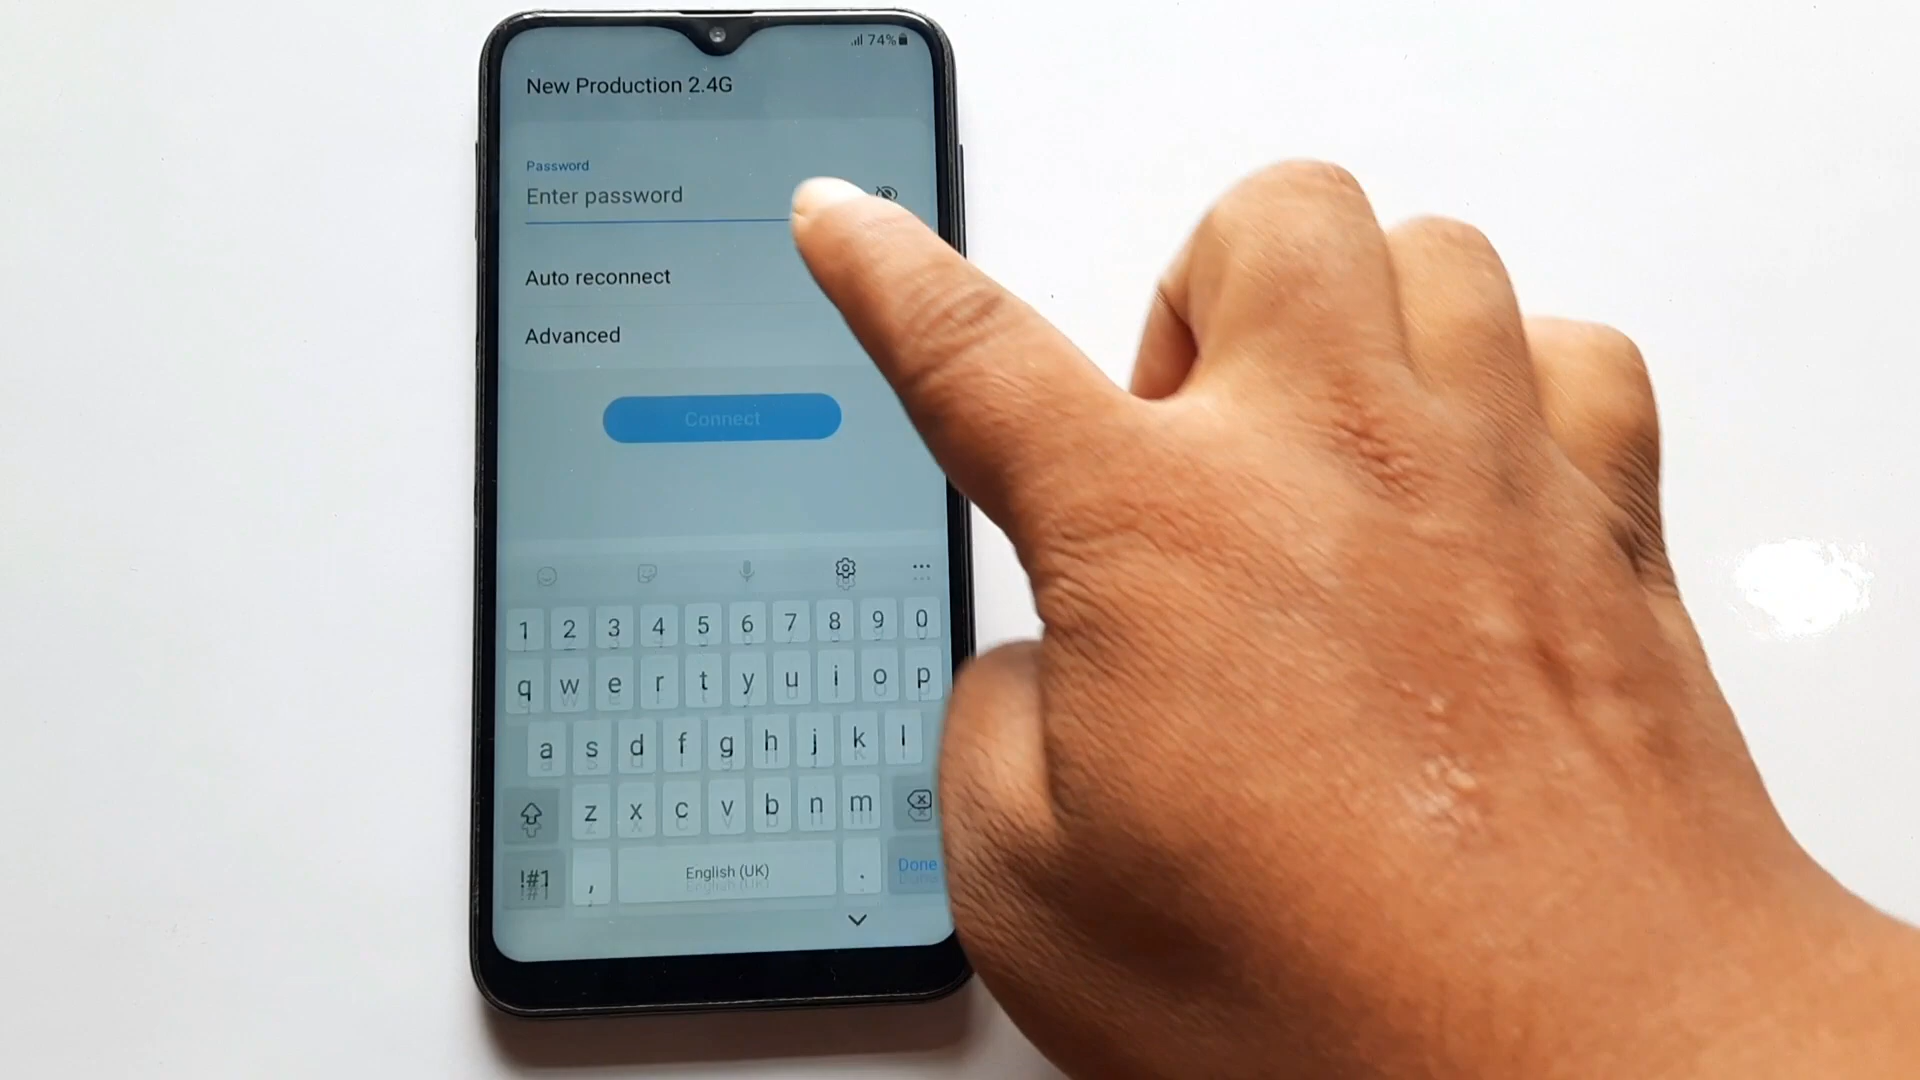 74%
New Production 2.4G
Password
Enter password
Auto reconnect
Advanced
Connect
1 2 3 4 5 6 7 8 9 0
q w e r t y u i o p
a s d f g h j k l
z x c v b n m
!#1 , English (UK) . Done